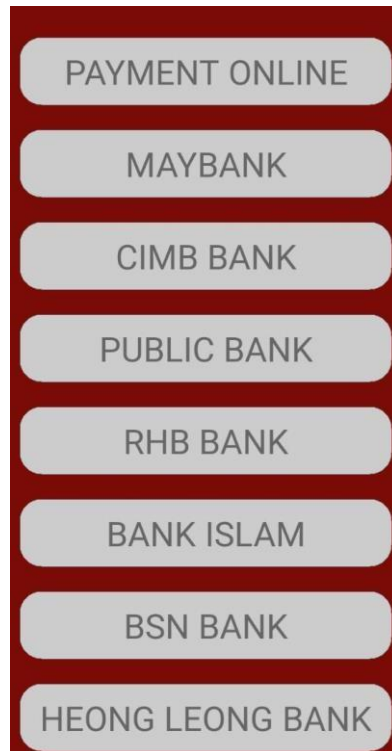 PAYMENT ONLINE
MAYBANK
CIMB BANK
PUBLIC BANK
RHB BANK
BANK ISLAM
BSN BANK
HEONG LEONG BANK